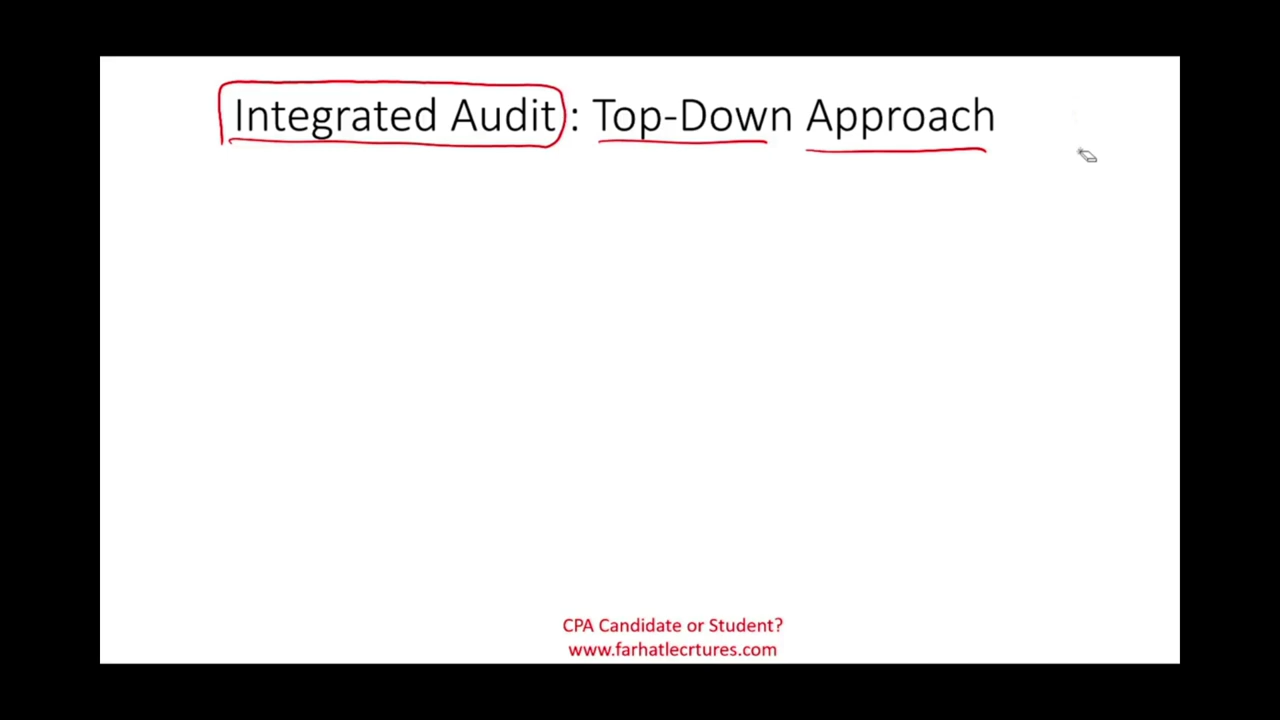 Integrated Audit : Top-Down Approach
CPA Candidate or Student?
www.farhatlecrtures.com